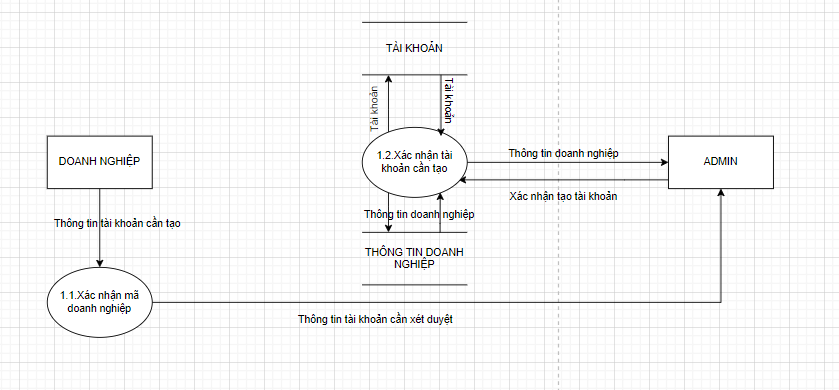 TÀI KHOẢN
Tài khoản
Tài khoản
DOANH NGHIỆP
1.2.Xác nhận tài
khoản cần tạo
Thông tin doanh nghiệp
ADMIN
Xác nhận tạo tài khoản
Thông tin tài khoản cần tạo
Thông tin doanh nghiệp
THÔNG TIN DOANH
NGHIỆP
1.1.Xác nhận mã
doanh nghiệp
Thông tin tài khoản cần xét duyệt